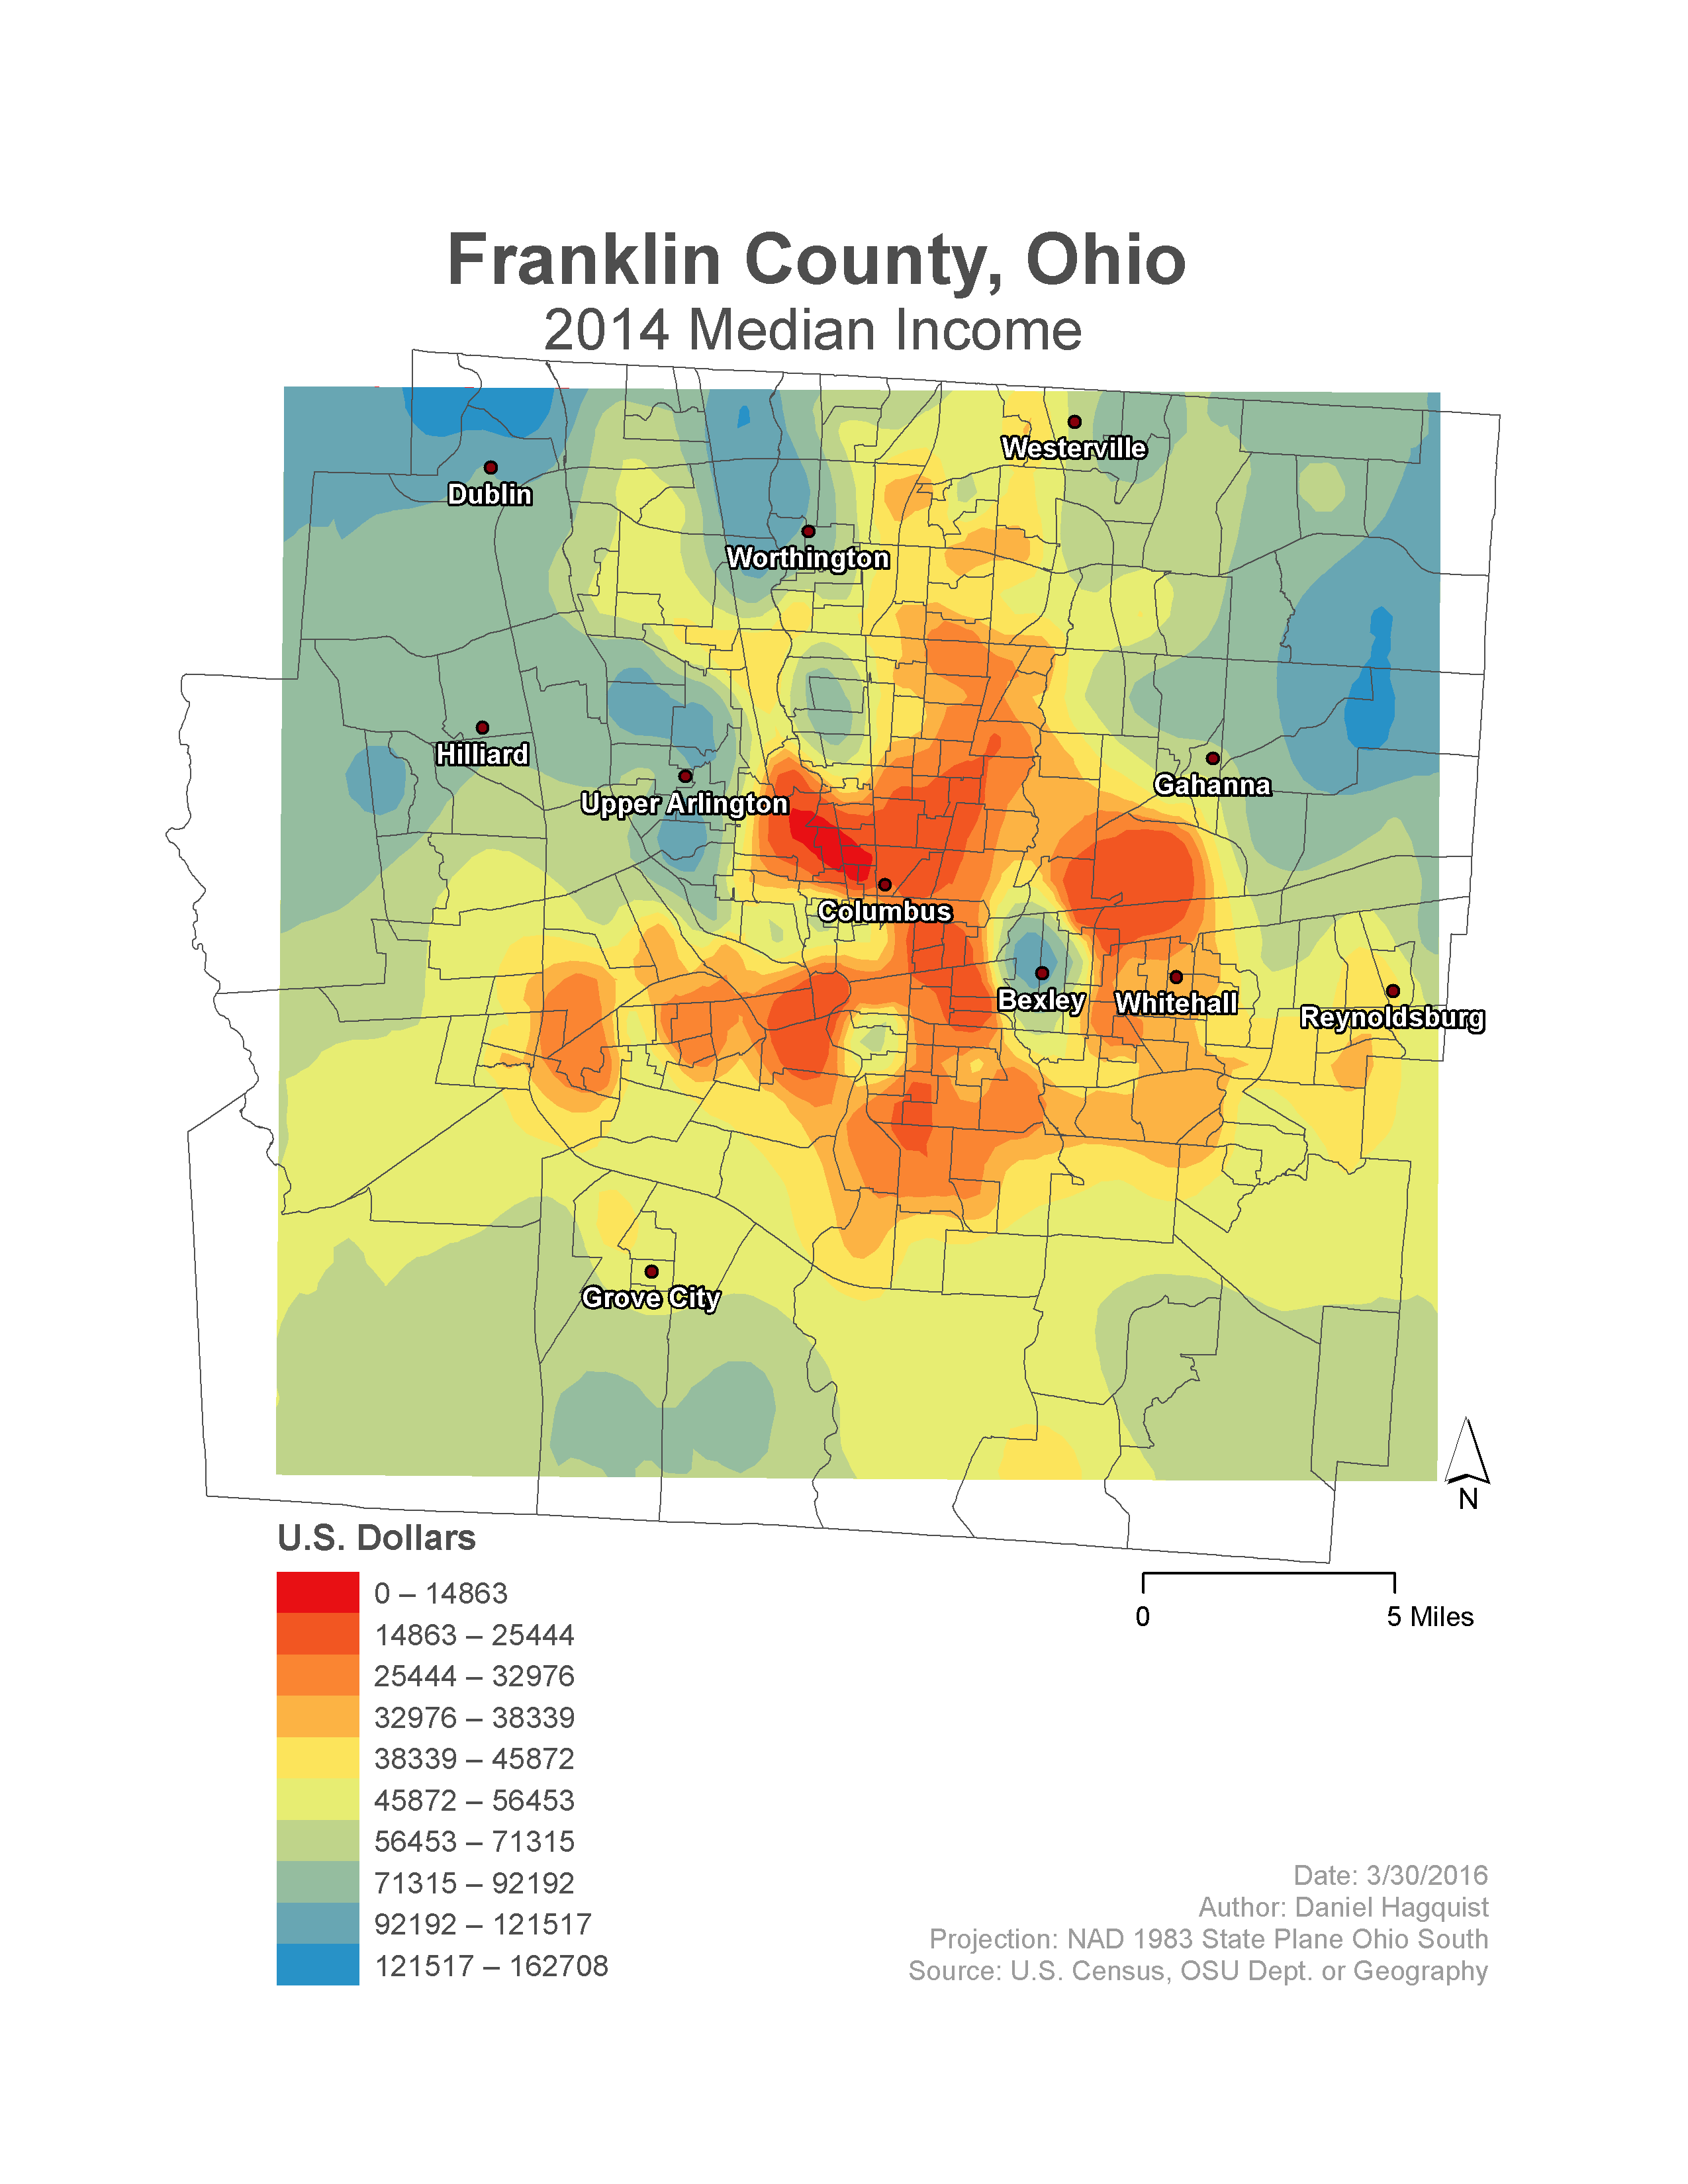 Franklin County, Ohio
2014 Median Income
Westerville
Dublin
Worthington
Hilliard
Gahanna
Upper Arlington
Columbus
Bexley
Whitehall
Reynoldsburg
Grove City
N
U.S. Dollars
0 – 14863
14863 – 25444
25444 – 32976
32976 – 38339
38339 – 45872
45872 – 56453
56453 – 71315
71315 – 92192
92192 – 121517
121517 – 162708
0 5 Miles
Date: 3/30/2016
Author: Daniel Hagquist
Projection: NAD 1983 State Plane Ohio South
Source: U.S. Census, OSU Dept. or Geography